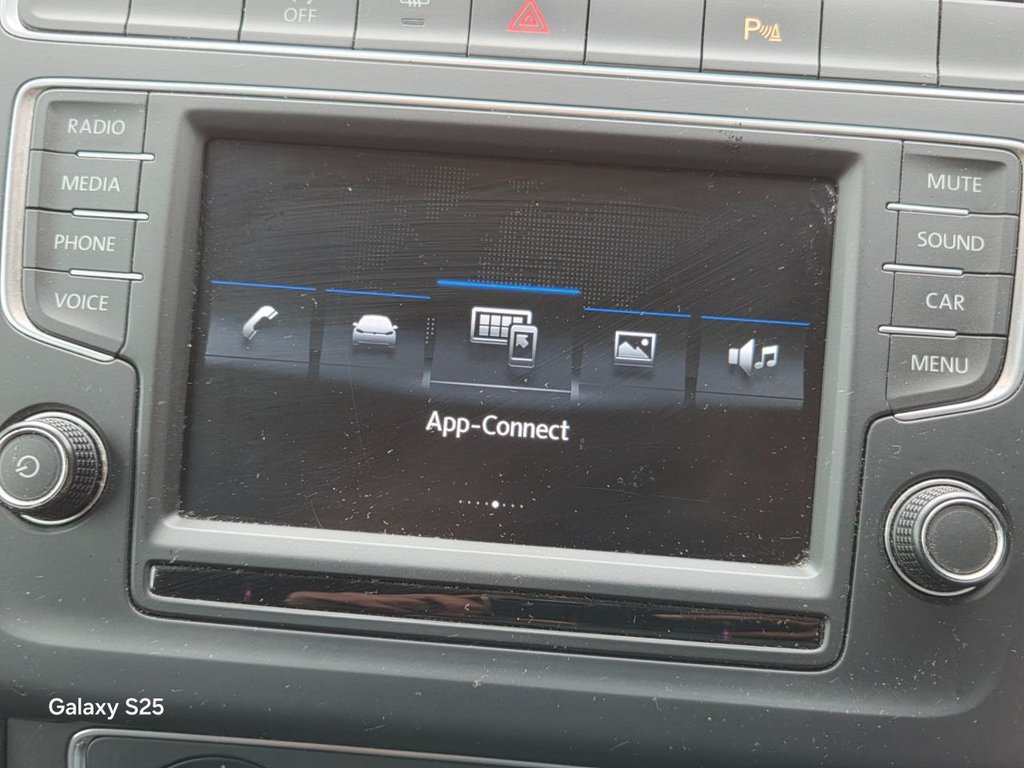 OFF
P
RADIO
MEDIA
PHONE
VOICE
MUTE
SOUND
CAR
MENU
App-Connect
Galaxy S25